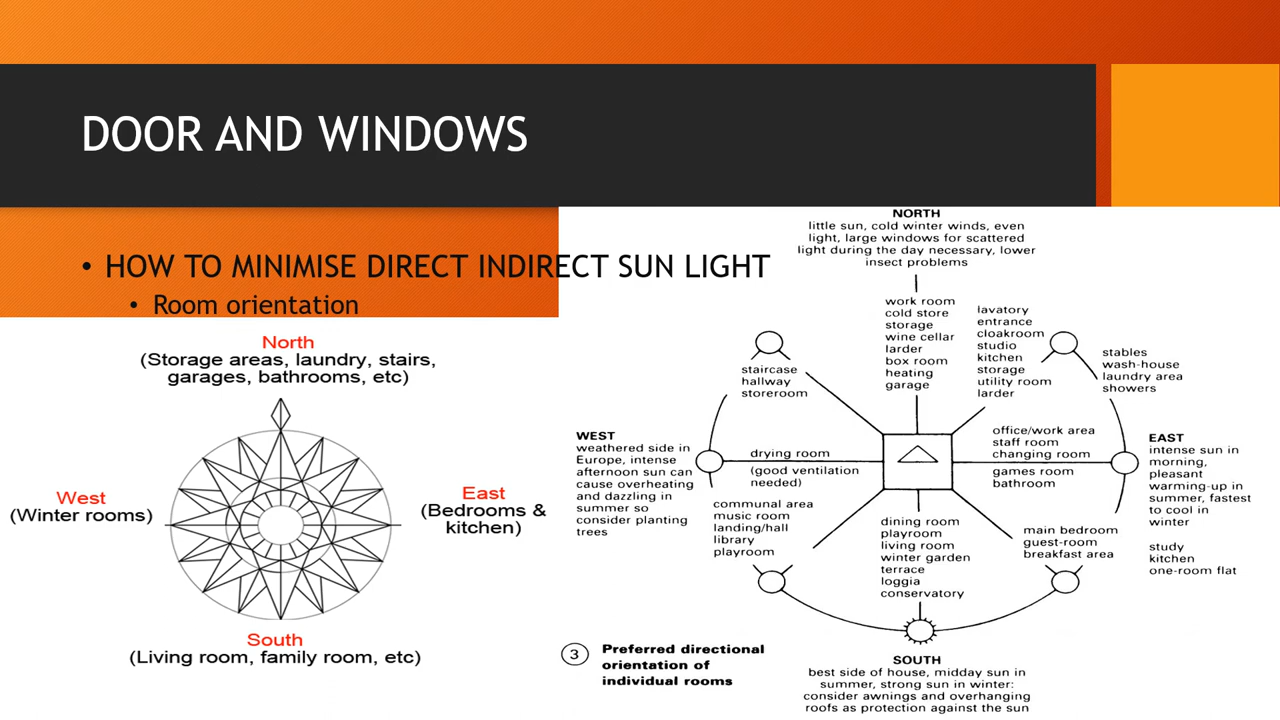 DOOR AND WINDOWS
• HOW TO MINIMISE DIRECT INDIRECT SUN LIGHT
• Room orientation
North
(Storage areas, laundry, stairs,
garages, bathrooms, etc)
West
(Winter rooms)
East
(Bedrooms &
kitchen)
South
(Living room, family room, etc)
NORTH
little sun, cold winter winds, even
light, large windows for scattered
light during the day necessary, lower
insect problems
work room
cold store
storage
wine cellar
larder
box room
heating
garage
lavatory
entrance
cloakroom
studio
kitchen
storage
utility room
larder
stables
wash-house
laundry area
showers
staircase
hallway
storeroom
WEST
weathered side in
Europe, intense
afternoon sun can
cause overheating
and dazzling in
summer so
consider planting
trees
drying room
(good ventilation
needed)
office/work area
staff room
changing room
games room
bathroom
EAST
intense sun in
morning,
pleasant
warming-up in
summer, fastest
to cool in
winter
study
kitchen
one-room flat
communal area
music room
landing/hall
library
playroom
dining room
playroom
living room
winter garden
terrace
loggia
conservatory
main bedroom
guest-room
breakfast area
3 Preferred directional
orientation of
individual rooms
SOUTH
best side of house, midday sun in
summer, strong sun in winter:
consider awnings and overhanging
roofs as protection against the sun